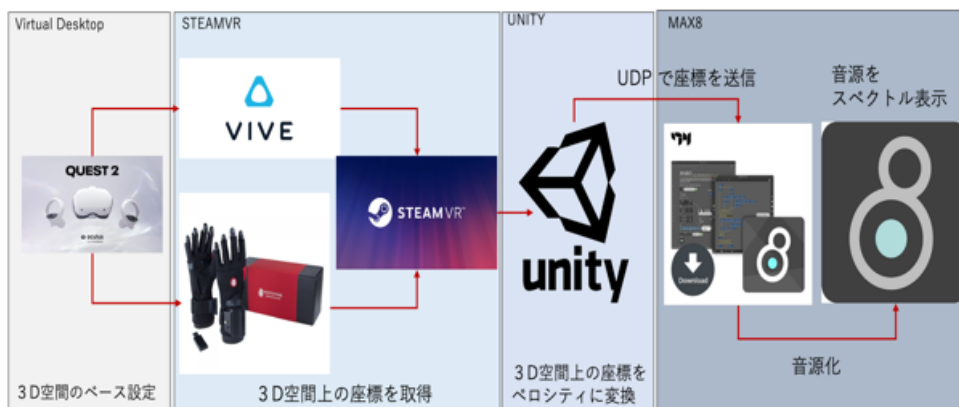 Virtual Desktop
STEAMVR
UNITY
MAX8
UDP で座標を送信
音源を
スペクトル表示
VIVE
QUEST 2
oculus
STEAMVR™
unity
Download
音源化
3D空間のベース設定
3D空間上の座標を取得
3D空間上の座標を
ベロシティに変換